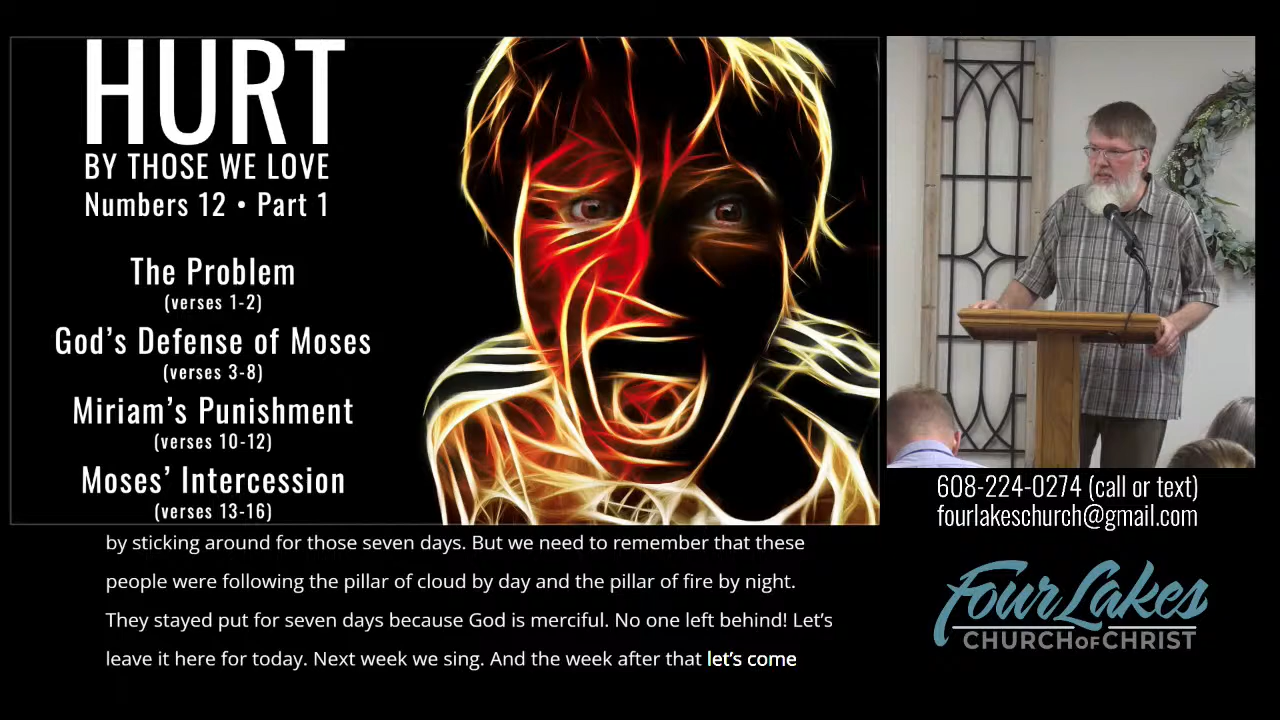 HURT
BY THOSE WE LOVE
Numbers 12 • Part 1
The Problem
(verses 1-2)
God's Defense of Moses
(verses 3-8)
Miriam's Punishment
(verses 10-12)
Moses' Intercession
(verses 13-16)
by sticking around for those seven days. But we need to remember that these
people were following the pillar of cloud by day and the pillar of fire by night.
They stayed put for seven days because God is merciful. No one left behind! Let's
leave it here for today. Next week we sing. And the week after that let's come
608-224-0274 (call or text)
fourlakeschurch@gmail.com
Four Lakes
CHURCH OF CHRIST